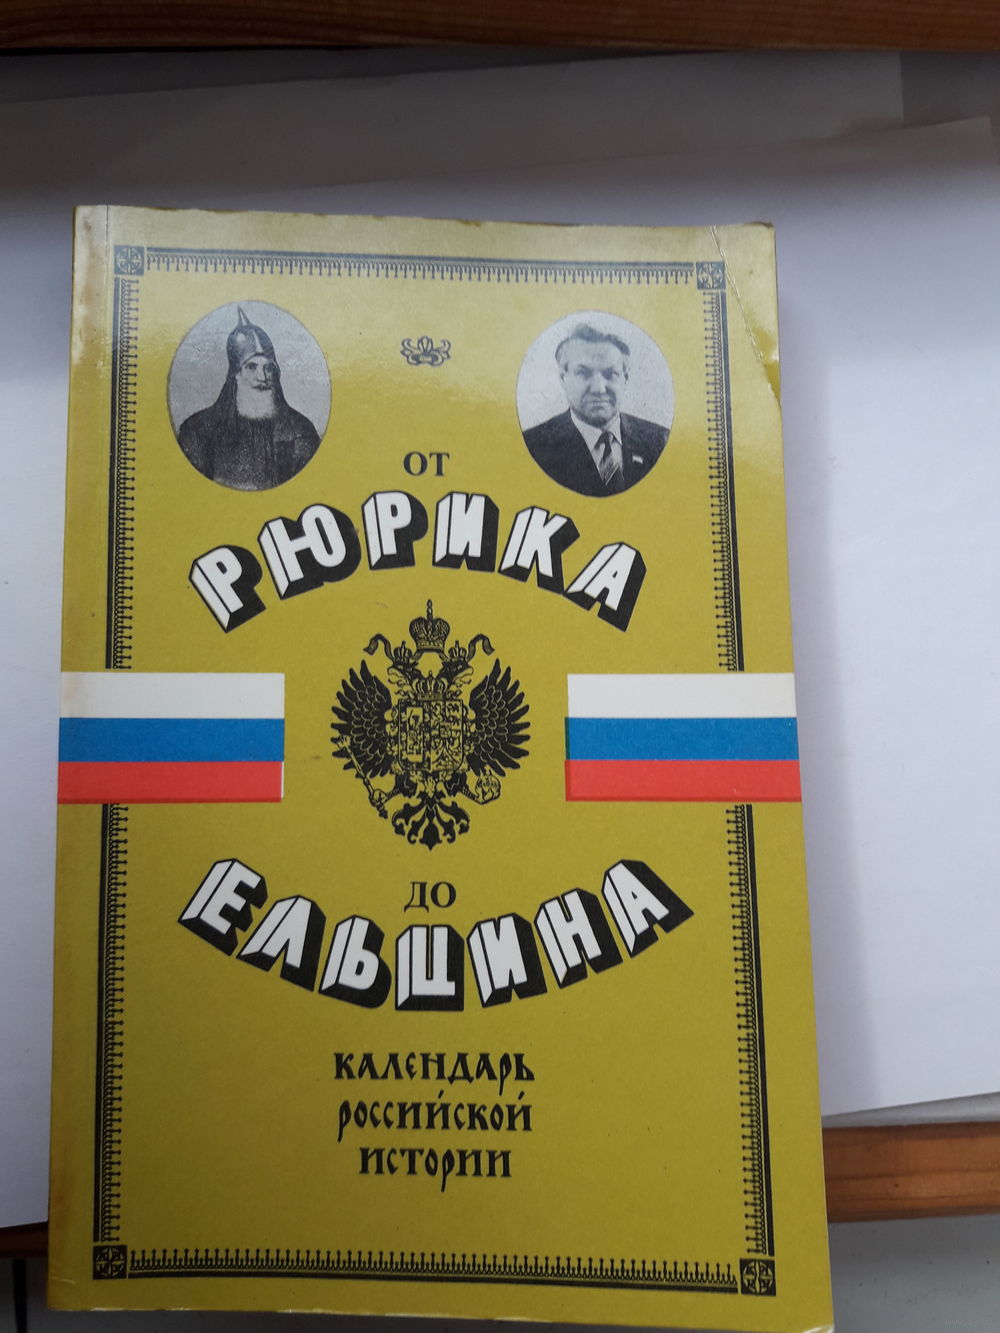 ОТ
РЮРИКА
ДО
ЕЛЬЦИНА
КАЛЕНДАРЬ
РОССИЙСКОЙ
ИСТОРИИ